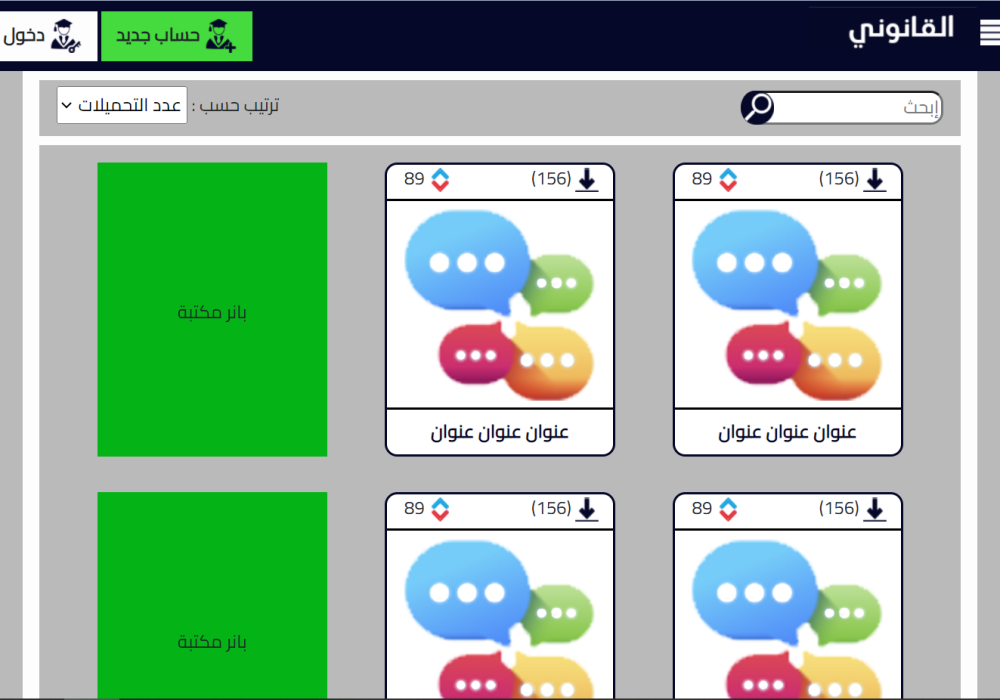 القانوني
حساب جديد
دخول
إبحث
ترتيب حسب : عدد التحميلات
(156) 89
عنوان عنوان عنوان
(156) 89
عنوان عنوان عنوان
بانر مكتبة
(156) 89
(156) 89
بانر مكتبة